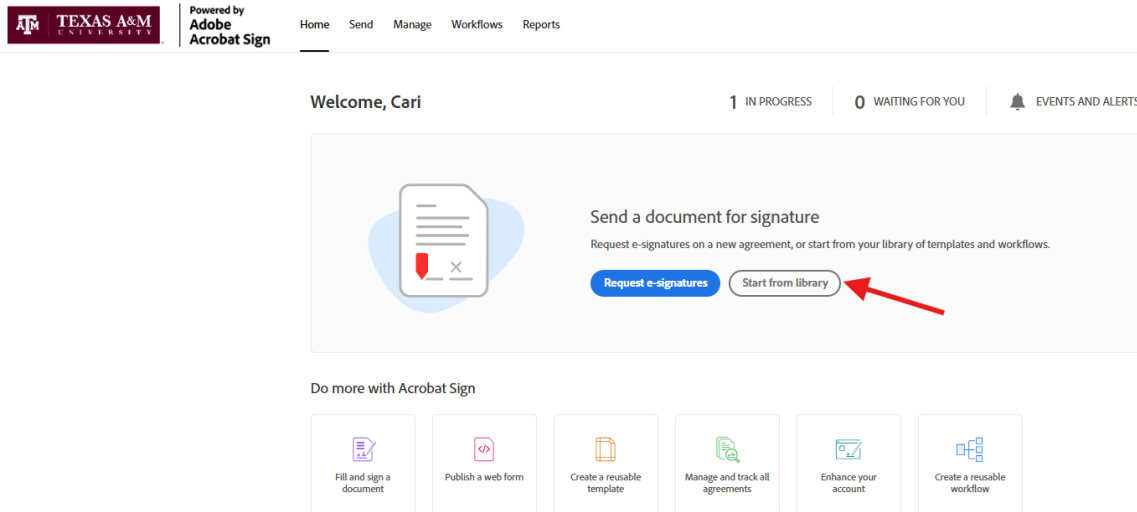 TEXAS A&M
UNIVERSITY
Powered by
Adobe
Acrobat Sign
Home Send Manage Workflows Reports
Welcome, Cari
1 IN PROGRESS
0 WAITING FOR YOU
EVENTS AND ALERTS
Send a document for signature
Request e-signatures on a new agreement, or start from your library of templates and workflows.
Request e-signatures
Start from library
Do more with Acrobat Sign
Fill and sign a
document
Publish a web form
Create a reusable
template
Manage and track all
agreements
Enhance your
account
Create a reusable
workflow